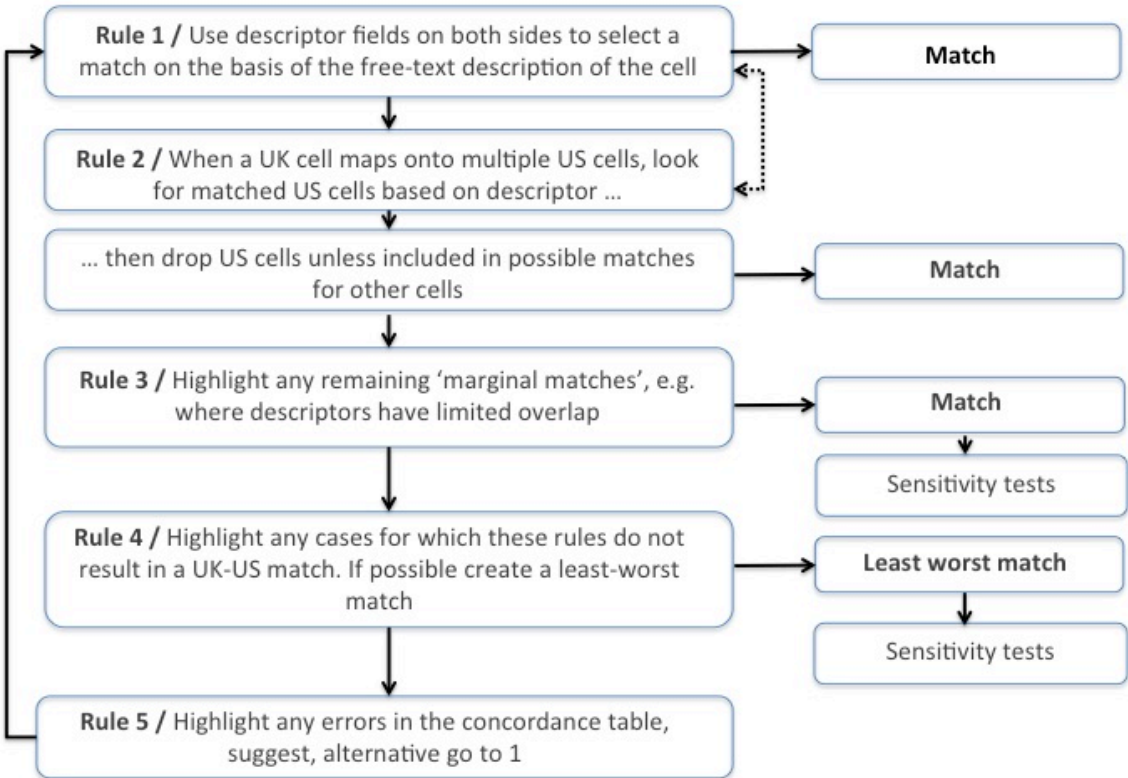 Rule 1 / Use descriptor fields on both sides to select a
match on the basis of the free-text description of the cell
Match
Rule 2 / When a UK cell maps onto multiple US cells, look
for matched US cells based on descriptor ...
... then drop US cells unless included in possible matches
for other cells
Match
Rule 3 / Highlight any remaining ‘marginal matches’, e.g.
where descriptors have limited overlap
Match
Sensitivity tests
Rule 4 / Highlight any cases for which these rules do not
result in a UK-US match. If possible create a least-worst
match
Least worst match
Sensitivity tests
Rule 5 / Highlight any errors in the concordance table,
suggest, alternative go to 1